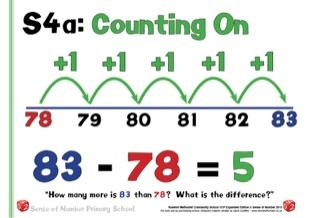 S4a: Counting On
+1 +1 +1 +1 +1
78 79 80 81 82 83
83 - 78 = 5
"How many more is 83 than 78? What is the difference?"
Sense of Number Primary School